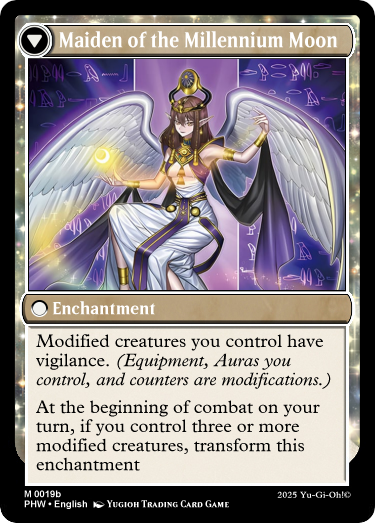 Maiden of the Millennium Moon
Enchantment
Modified creatures you control have
vigilance. (Equipment, Auras you
control, and counters are modifications.)
At the beginning of combat on your
turn, if you control three or more
modified creatures, transform this
enchantment
M 0019b
PHW • English Yugioh Trading Card Game
2025 Yu-Gi-Oh!©